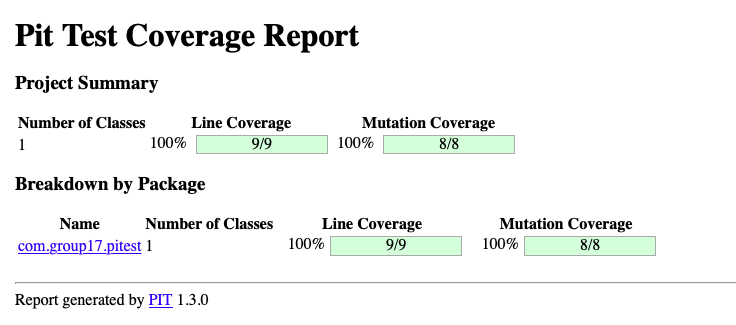 Pit Test Coverage Report
Project Summary
Number of Classes Line Coverage Mutation Coverage
1 100% 9/9 100% 8/8
Breakdown by Package
Name Number of Classes Line Coverage Mutation Coverage
com.group17.pitest 1 100% 9/9 100% 8/8
Report generated by PIT 1.3.0